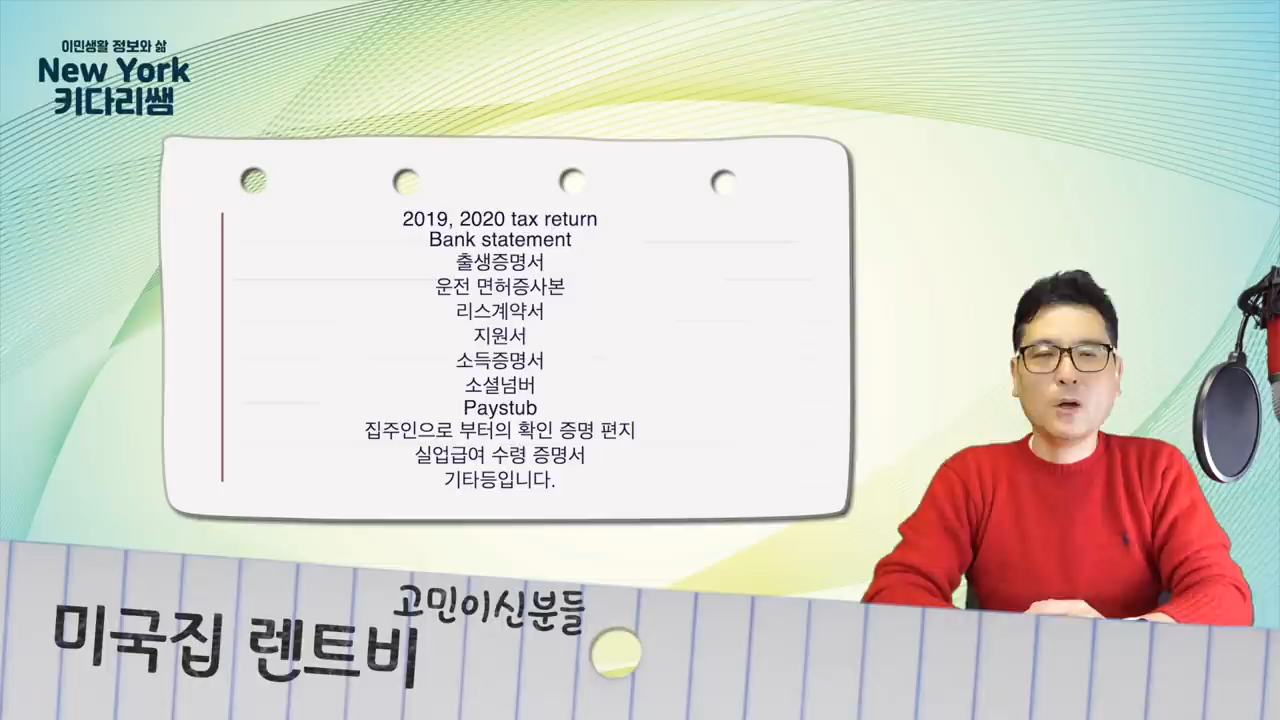 이민생활 정보와 삶
New York
키다리쌤
2019, 2020 tax return
Bank statement
출생증명서
운전 면허증사본
리스계약서
지원서
소득증명서
소셜넘버
Paystub
집주인으로 부터의 확인 증명 편지
실업급여 수령 증명서
기타등입니다.
고민이신분들
미국집 렌트비